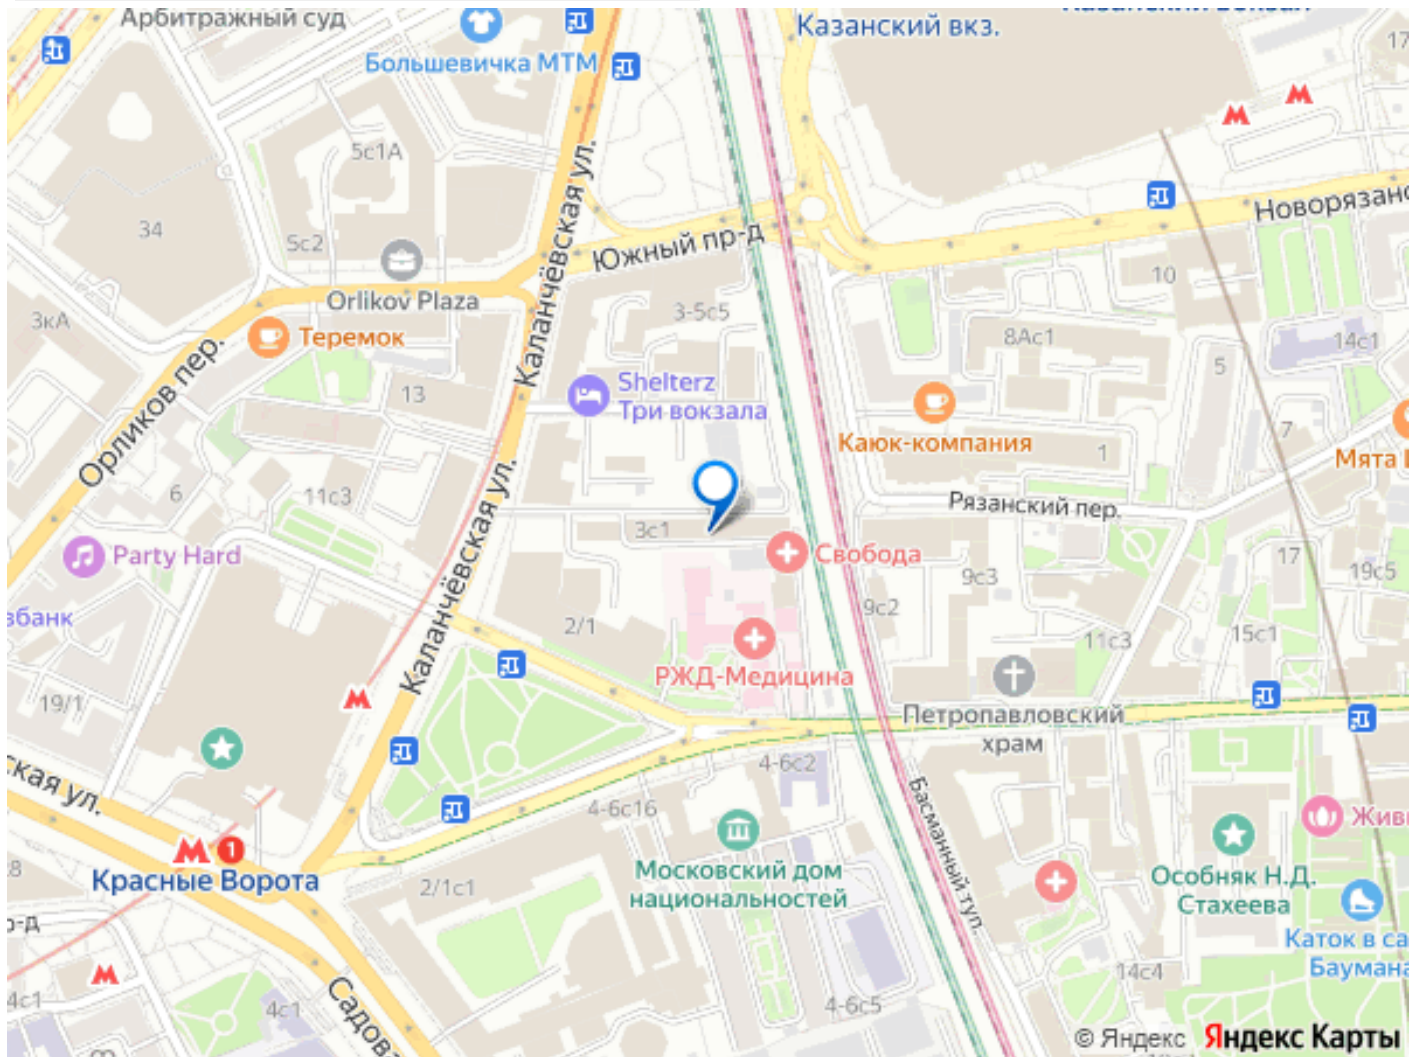 Арбитражный суд
Казанский вкз.
Большевичка МТМ
17
5с1А
34
5с2
Orlikov Plaza
Южный пр-д
Каланчёвская ул.
Новорязанс
10
3кА
Теремок
Орликов пер.
3-5с5
8Ас1
14с1
5
13
Shelterz
Три вокзала
Каюк-компания
1
7
Мята
6
11с3
Каланчёвская ул.
3с1
Рязанский пер.
Party Hard
Свобода
17
19с5
9с3
9с2
збанк
2/1
11с3
15с1
РЖД-Медицина
19/1
Петропавловский
храм
ская ул.
4-6с2
4-6с16
Басманный туп.
Московский дом
национальностей
1
Красные Ворота
2/1с1
Особняк Н.Д.
Стахеева
Живи
Каток в са
Баумана
р-д
14с4
4с1
4с1
Садова
4-6с5
© Яндекс Яндекс Карты